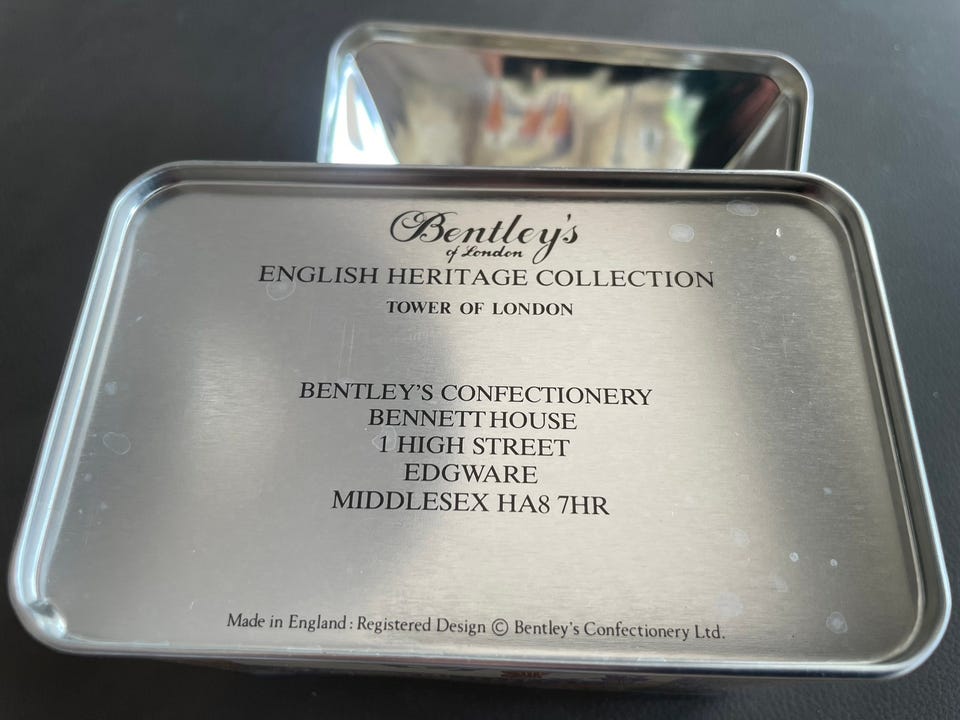 Bentley's
of London
ENGLISH HERITAGE COLLECTION
TOWER OF LONDON
BENTLEY'S CONFECTIONERY
BENNETT HOUSE
1 HIGH STREET
EDGWARE
MIDDLESEX HA8 7HR
Made in England : Registered Design © Bentley's Confectionery Ltd.